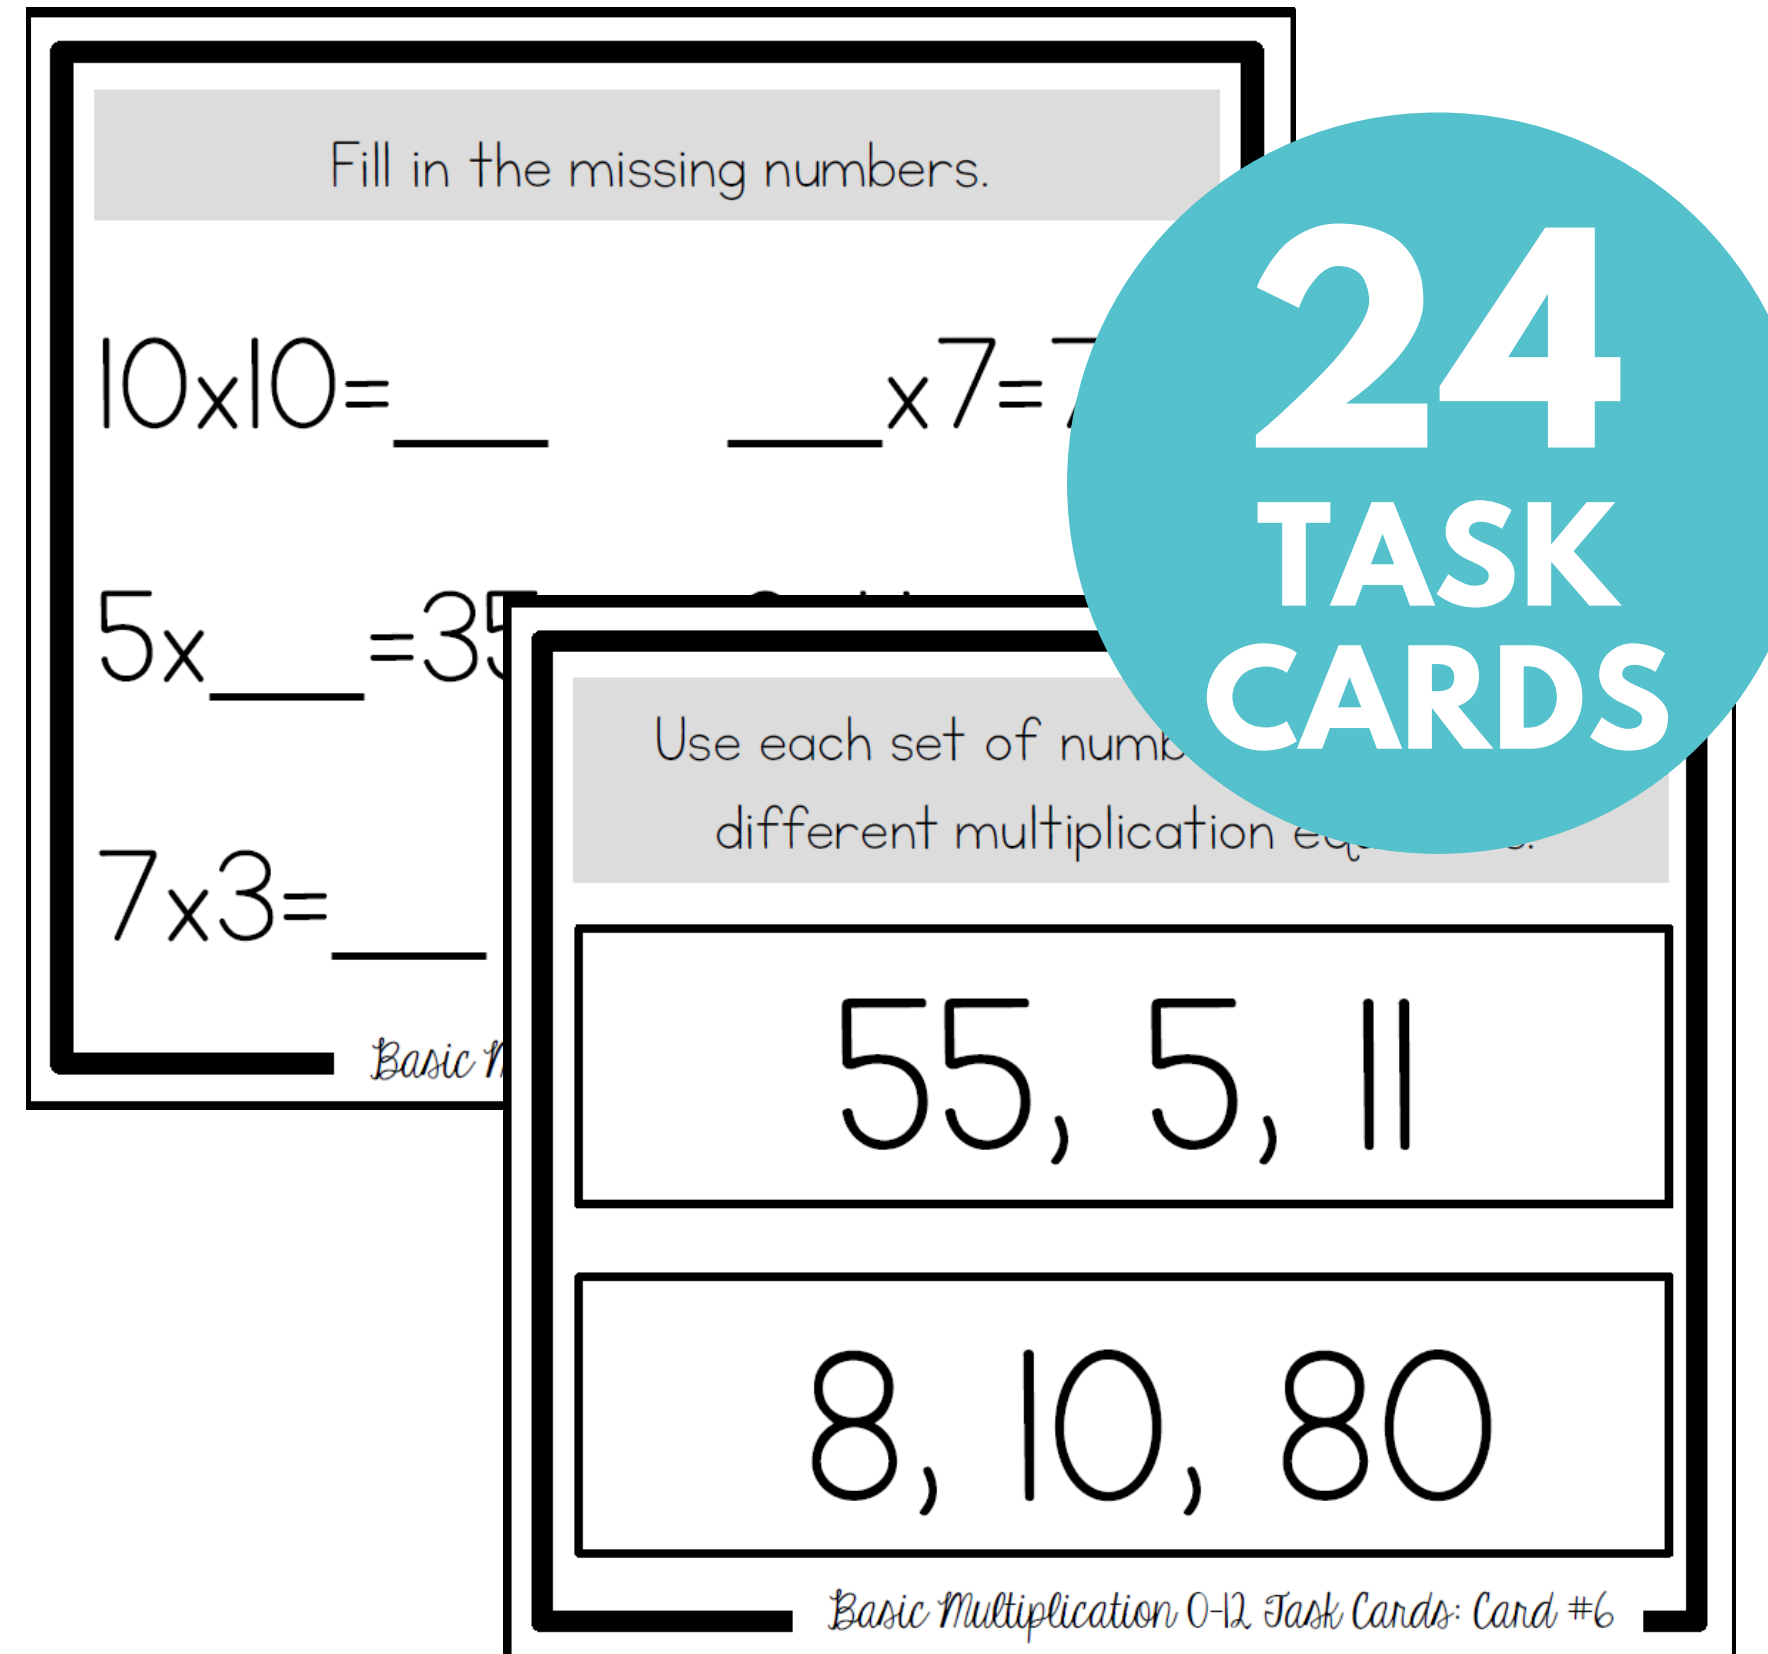 Fill in the missing numbers.
10x10=___
___x7=7
5x___=35
7x3=___
Basic
24
TASK
CARDS
Use each set of
different multiplication
55, 5, 11
8, 10, 80
Basic Multiplication 0-12 Task Cards: Card #6